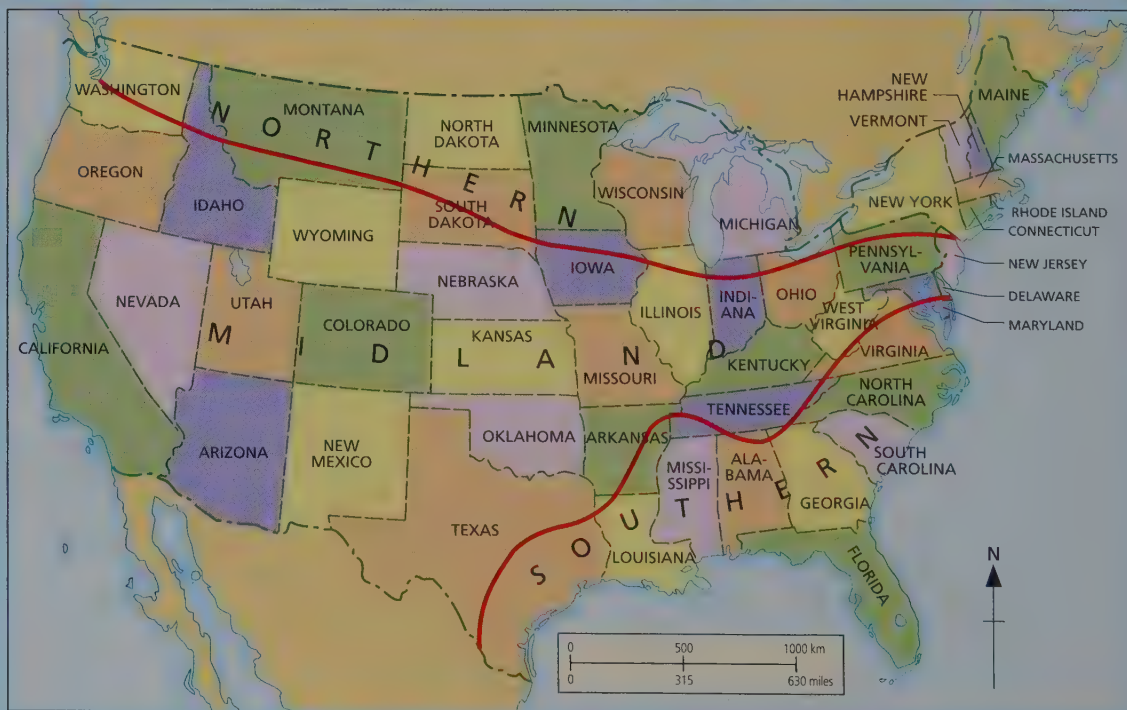 WASHINGTON
MONTANA
NORTH
DAKOTA
MINNESOTA
NEW
HAMPSHIRE
VERMONT
MAINE
MASSACHUSETTS
OREGON
IDAHO
SOUTH
DAKOTA
WISCONSIN
MICHIGAN
NEW YORK
RHODE ISLAND
CONNECTICUT
NORTHERN
WYOMING
NEBRASKA
IOWA
PENNSYL-
VANIA
NEW JERSEY
NEVADA
UTAH
COLORADO
KANSAS
ILLINOIS
INDI-
ANA
OHIO
WEST
VIRGINIA
DELAWARE
MARYLAND
CALIFORNIA
MIDLAND
MISSOURI
KENTUCKY
VIRGINIA
ARIZONA
NEW
MEXICO
OKLAHOMA
ARKANSAS
TENNESSEE
NORTH
CAROLINA
TEXAS
MISSI-
SSIPPI
ALA-
BAMA
GEORGIA
SOUTH
CAROLINA
LOUISIANA
SOUTHERN
FLORIDA
N
0 500 1000 km
0 315 630 miles